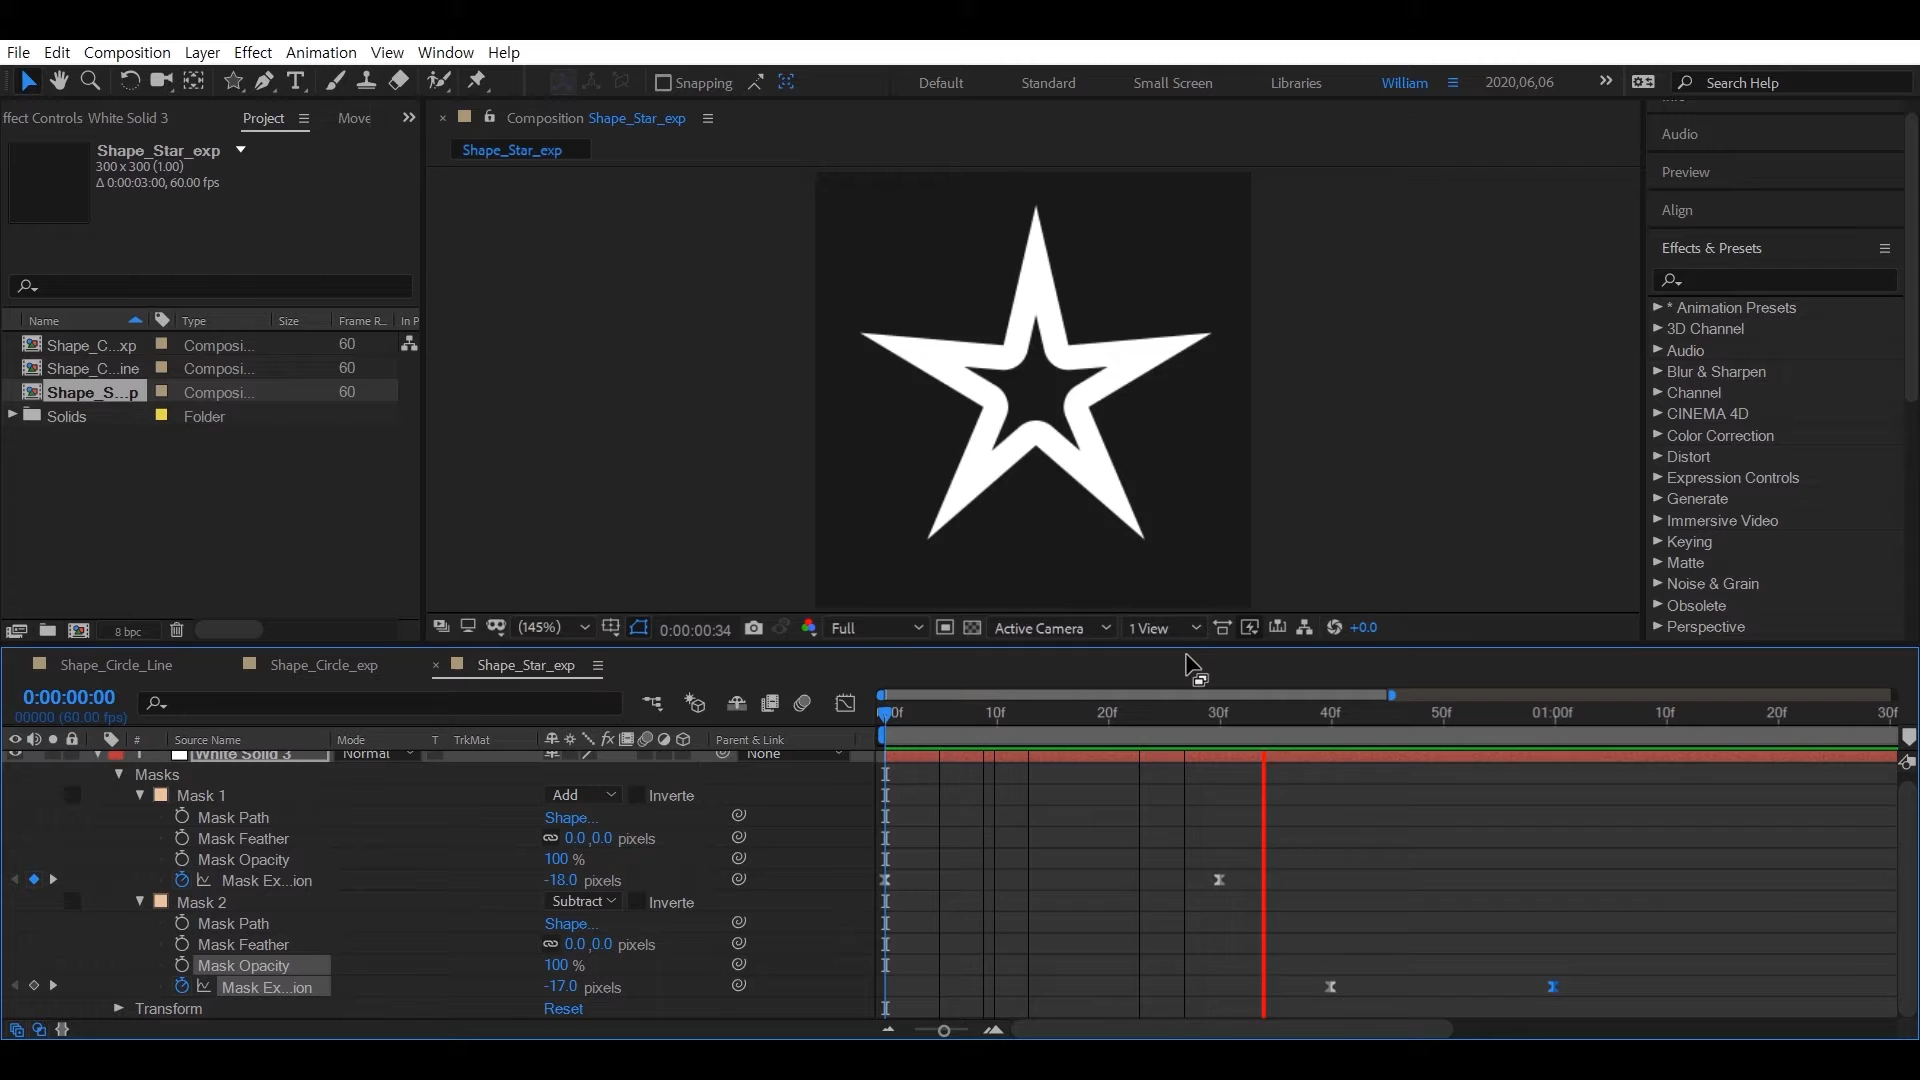 File Edit Composition Layer Effect Animation View Window Help
Snapping Default Standard Small Screen Libraries William 2020,06,06 Search Help
ffect Controls White Solid 3 Project Move
Shape_Star_exp
300 x 300 (1.00)
Δ 0:00:03:00, 60.00 fps
Name Type Size Frame R... In P
Shape_C...xp Composi... 60
Shape_C...ine Composi... 60
Shape_S...p Composi... 60
Solids Folder
8 bpc
Composition Shape_Star_exp
Shape_Star_exp
(145%) 0:00:00:34 Full Active Camera 1 View +0.0
Audio
Preview
Align
Effects & Presets
* Animation Presets
3D Channel
Audio
Blur & Sharpen
Channel
CINEMA 4D
Color Correction
Distort
Expression Controls
Generate
Immersive Video
Keying
Matte
Noise & Grain
Obsolete
Perspective
Shape_Circle_Line Shape_Circle_exp Shape_Star_exp
0:00:00:00
00000 (60.00 fps)
0f 10f 20f 30f 40f 50f 01:00f 10f 20f 30f
# Source Name Mode T TrkMat Parent & Link
1 White Solid 3 Normal None
Masks
Mask 1 Add Inverte
Mask Path Shape...
Mask Feather 0.0,0.0 pixels
Mask Opacity 100 %
Mask Ex...ion -18.0 pixels
Mask 2 Subtract Inverte
Mask Path Shape...
Mask Feather 0.0,0.0 pixels
Mask Opacity 100 %
Mask Ex...ion -17.0 pixels
Transform Reset